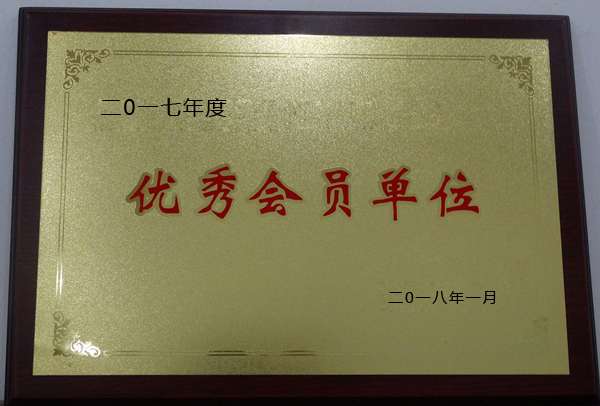 二0一七年度
优秀会员单位
二0一八年一月